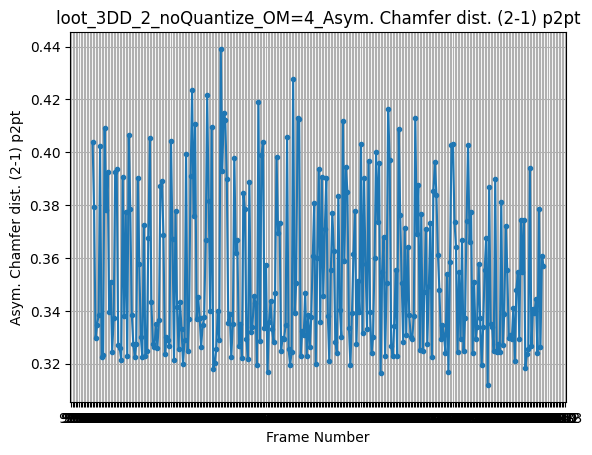 loot_3DD_2_noQuantize_OM=4_Asym. Chamfer dist. (2-1) p2pt
0.44
0.42
0.40
0.38
0.36
0.34
0.32
Asym. Chamfer dist. (2-1) p2pt
Frame Number